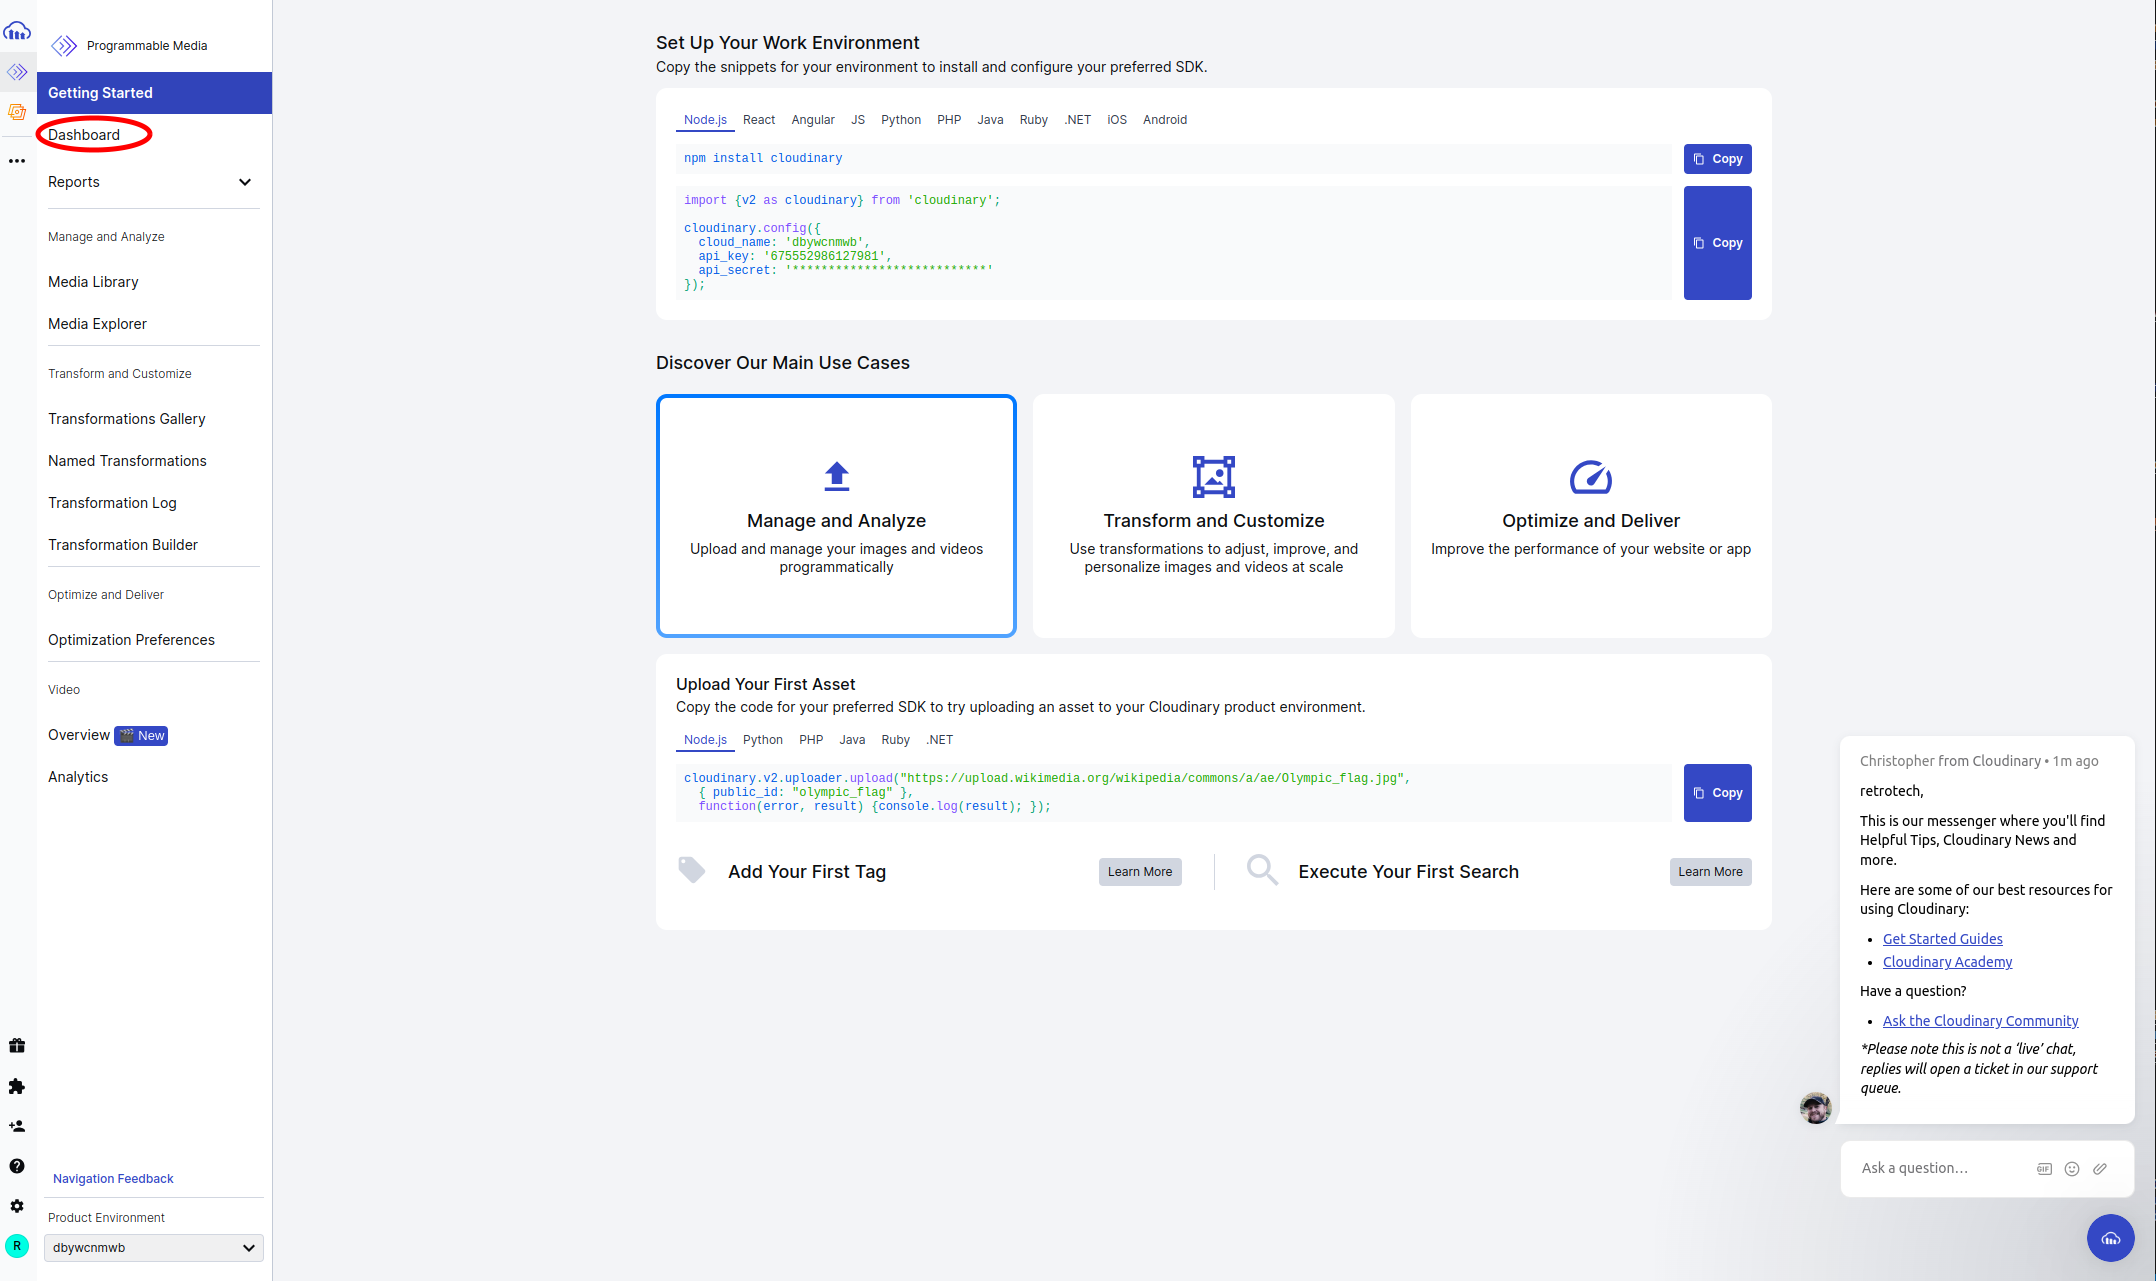 Programmable Media
Getting Started
Dashboard
Reports
Manage and Analyze
Media Library
Media Explorer
Transform and Customize
Transformations Gallery
Named Transformations
Transformation Log
Transformation Builder
Optimize and Deliver
Optimization Preferences
Video
Overview New
Analytics
Navigation Feedback
Product Environment
R
dbywcnmwb
Set Up Your Work Environment
Copy the snippets for your environment to install and configure your preferred SDK.
Node.js React Angular JS Python PHP Java Ruby .NET iOS Android
npm install cloudinary
Copy
import {v2 as cloudinary} from 'cloudinary';
cloudinary.config({
cloud_name: 'dbywcnmwb',
api_key: '675552986127981',
api_secret: '***************************'
});
Copy
Discover Our Main Use Cases
Manage and Analyze
Upload and manage your images and videos
programmatically
Transform and Customize
Use transformations to adjust, improve, and
personalize images and videos at scale
Optimize and Deliver
Improve the performance of your website or app
Upload Your First Asset
Copy the code for your preferred SDK to try uploading an asset to your Cloudinary product environment.
Node.js Python PHP Java Ruby .NET
cloudinary.v2.uploader.upload("https://upload.wikimedia.org/wikipedia/commons/a/ae/Olympic_flag.jpg",
{ public_id: "olympic_flag" },
function(error, result) {console.log(result); });
Copy
Add Your First Tag
Learn More
Execute Your First Search
Learn More
Christopher from Cloudinary • 1m ago
retrotech,
This is our messenger where you'll find
Helpful Tips, Cloudinary News and
more.
Here are some of our best resources for
using Cloudinary:
• Get Started Guides
• Cloudinary Academy
Have a question?
• Ask the Cloudinary Community
*Please note this is not a ‘live’ chat,
replies will open a ticket in our support
queue.
Ask a question…
GIF